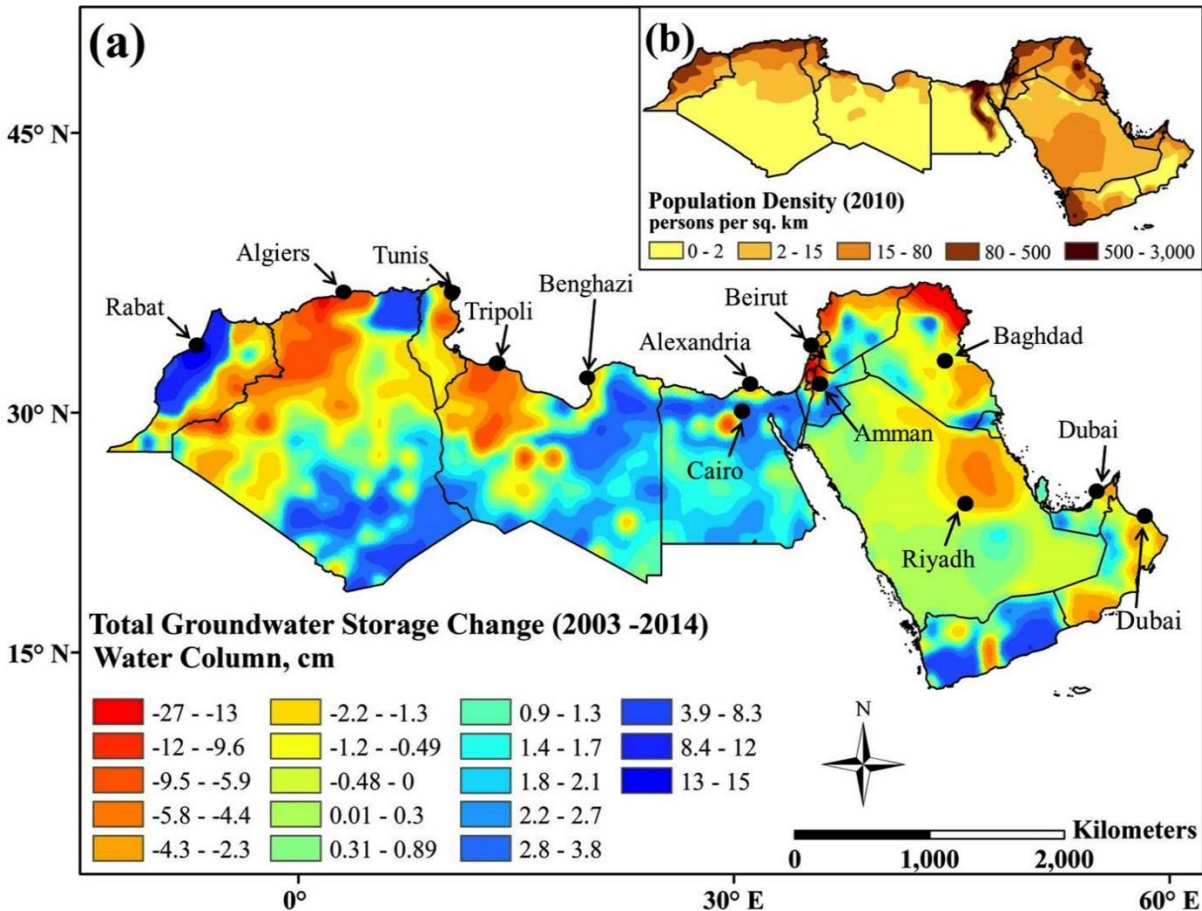 (a)
(b)
45° N
30° N
15° N
Population Density (2010)
persons per sq. km
0 - 2
2 - 15
15 - 80
80 - 500
500 - 3,000
Algiers
Tunis
Rabat
Tripoli
Benghazi
Alexandria
Beirut
Baghdad
Cairo
Amman
Dubai
Riyadh
Dubai
Total Groundwater Storage Change (2003 -2014)
Water Column, cm
-27 - -13
-12 - -9.6
-9.5 - -5.9
-5.8 - -4.4
-4.3 - -2.3
-2.2 - -1.3
-1.2 - -0.49
-0.48 - 0
0.01 - 0.3
0.31 - 0.89
0.9 - 1.3
1.4 - 1.7
1.8 - 2.1
2.2 - 2.7
2.8 - 3.8
3.9 - 8.3
8.4 - 12
13 - 15
N
Kilometers
0 1,000 2,000
0° 30° E 60° E